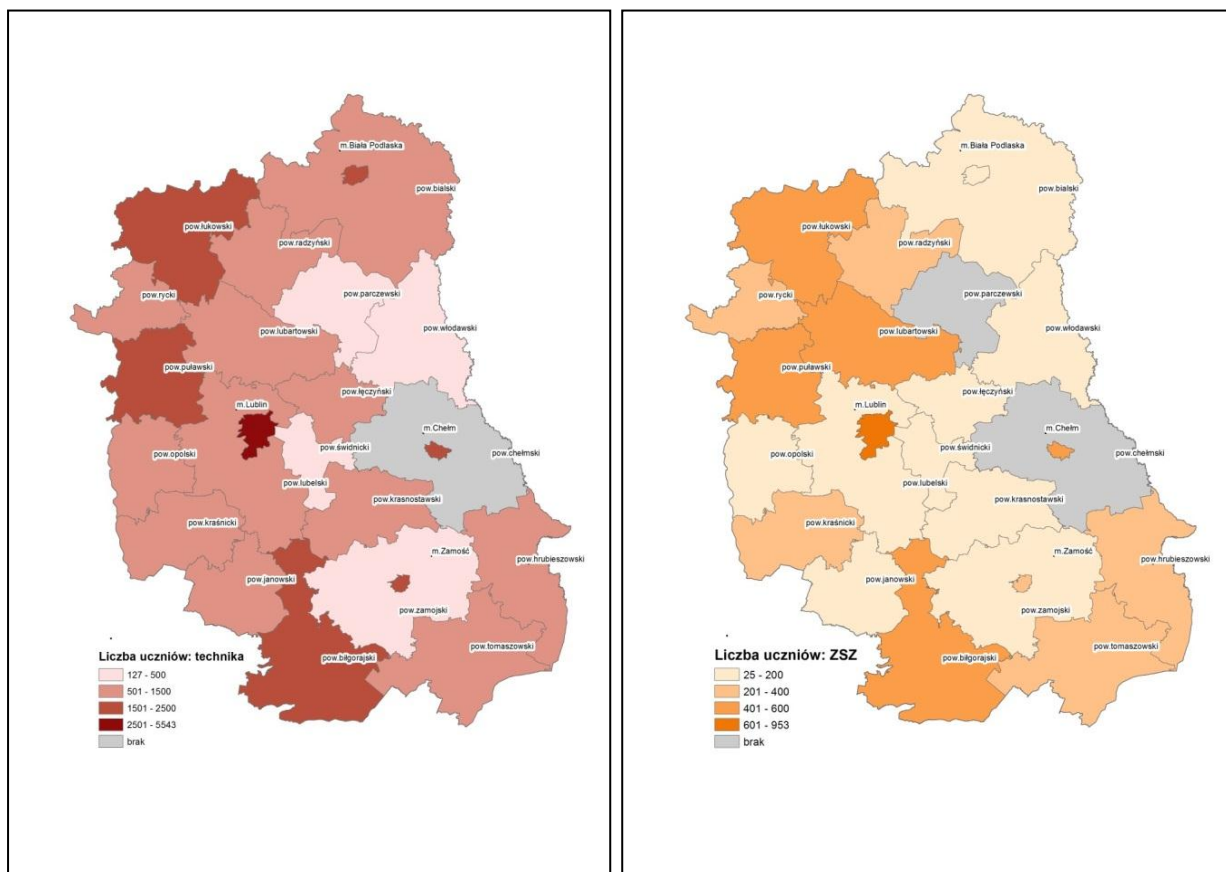 m.Biała Podlaska
pow.bialski
pow.łukowski
pow.radzyński
pow.rycki
pow.parczewski
pow.lubartowski
pow.włodawski
pow.puławski
pow.łęczyński
m.Lublin
m.Chełm
pow.świdnicki
pow.chełmski
pow.opolski
pow.lubelski
pow.krasnostawski
pow.kraśnicki
m.Zamość
pow.hrubieszowski
pow.janowski
pow.zamojski
pow.tomaszowski
pow.biłgorajski
Liczba uczniów: technika
127 - 500
501 - 1500
1501 - 2500
2501 - 5543
brak
m.Biała Podlaska
pow.bialski
pow.łukowski
pow.radzyński
pow.rycki
pow.parczewski
pow.lubartowski
pow.włodawski
pow.puławski
pow.łęczyński
m.Lublin
m.Chełm
pow.świdnicki
pow.chełmski
pow.opolski
pow.lubelski
pow.krasnostawski
pow.kraśnicki
m.Zamość
pow.hrubieszowski
pow.janowski
pow.zamojski
pow.tomaszowski
pow.biłgorajski
Liczba uczniów: ZSZ
25 - 200
201 - 400
401 - 600
601 - 953
brak